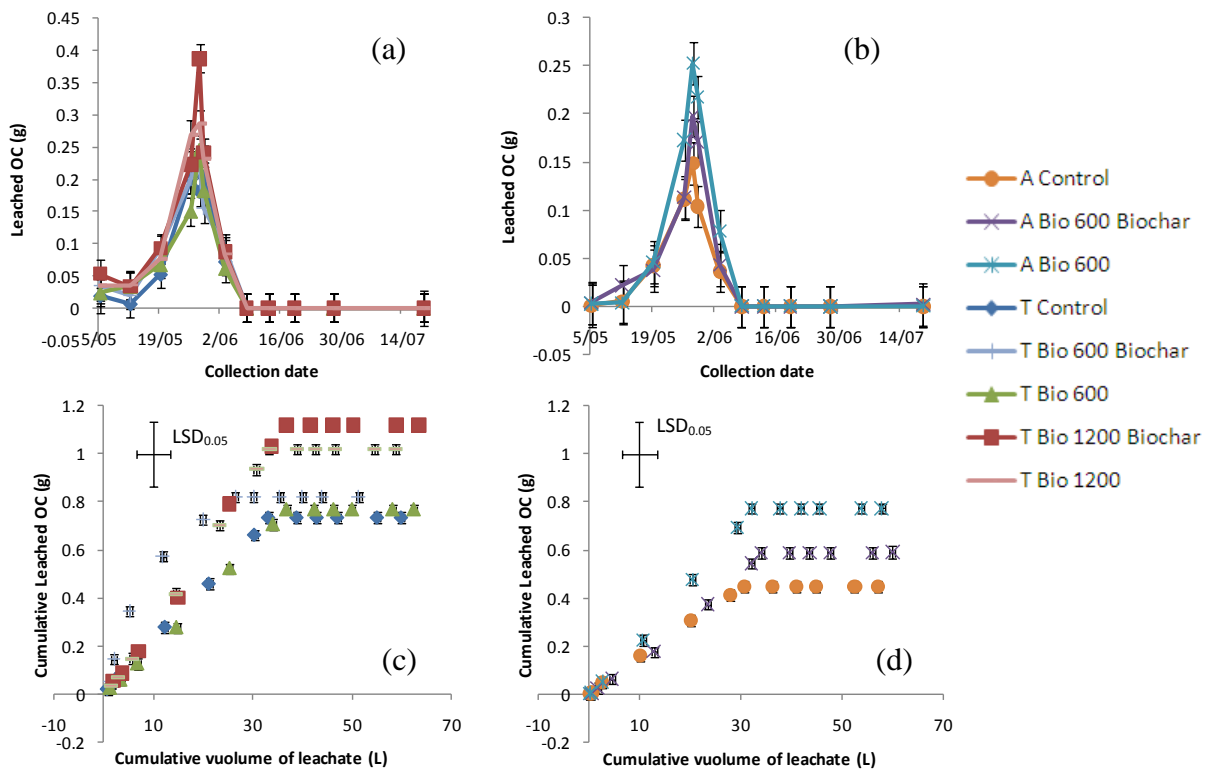 (a)
Leached OC (g)
0.45
0.4
0.35
0.3
0.25
0.2
0.15
0.1
0.05
0
-0.05
5/05
19/05
2/06
16/06
30/06
14/07
Collection date
(b)
Leached OC (g)
0.3
0.25
0.2
0.15
0.1
0.05
0
-0.05
5/05
19/05
2/06
16/06
30/06
14/07
Collection date
A Control
A Bio 600 Biochar
A Bio 600
T Control
T Bio 600 Biochar
T Bio 600
T Bio 1200 Biochar
T Bio 1200
Cumulative Leached OC (g)
1.2
1
0.8
0.6
0.4
0.2
0
-0.2
LSD0.05
(c)
-10
10
30
50
70
Cumulative vuolume of leachate (L)
Cumulative Leached OC (g)
1.2
1
0.8
0.6
0.4
0.2
0
-0.2
LSD0.05
(d)
-10
10
30
50
70
Cumulative vuolume of leachate (L)